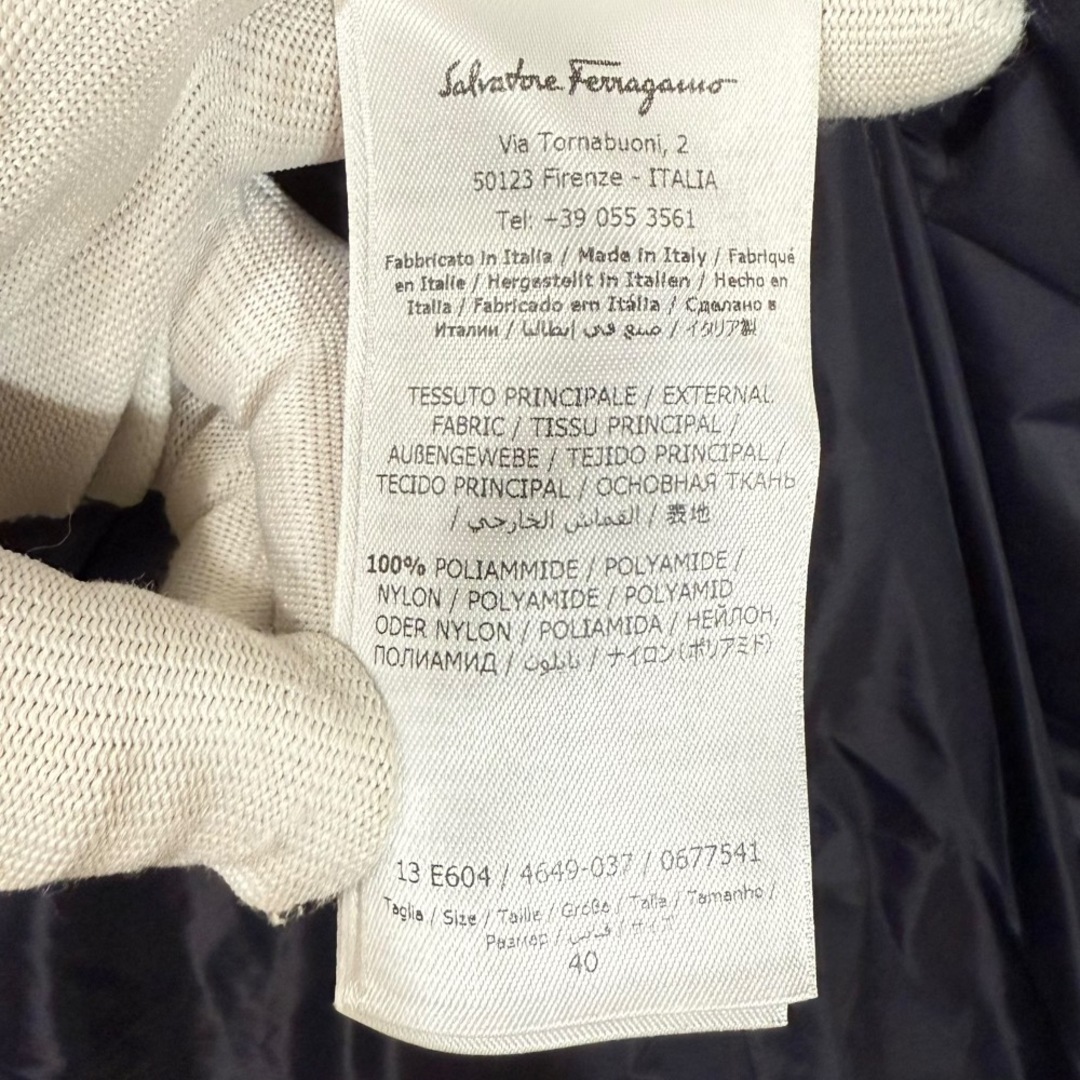 Salvatore Ferragamo
Via Tornabuoni, 2
50123 Firenze - ITALIA
Tel: +39 055 3561
Fabbricato in Italia / Made in Italy / Fabriqué
en Italie / Hergestellt in Italien / Hecho en
Italia / Fabricado em Itália / Сделано в
Италии / صنع في إيطاليا / イタリア製
TESSUTO PRINCIPALE / EXTERNAL
FABRIC / TISSU PRINCIPAL /
AUßENGEWEBE / TEJIDO PRINCIPAL /
TECIDO PRINCIPAL / ОСНОВНАЯ ТКАНЬ
/ القماش الخارجي / 表地
100% POLIAMMIDE / POLYAMIDE /
NYLON / POLYAMIDE / POLYAMID
ODER NYLON / POLIAMIDA / НЕЙЛОН,
ПОЛИАМИД / نايلون / ナイロン(ポリアミド)
13 E604 / 4649-037 / 0677541
Taglia / Size / Taille / Größe / Talla / Tamanho /
Размер / قياس / サイズ
40